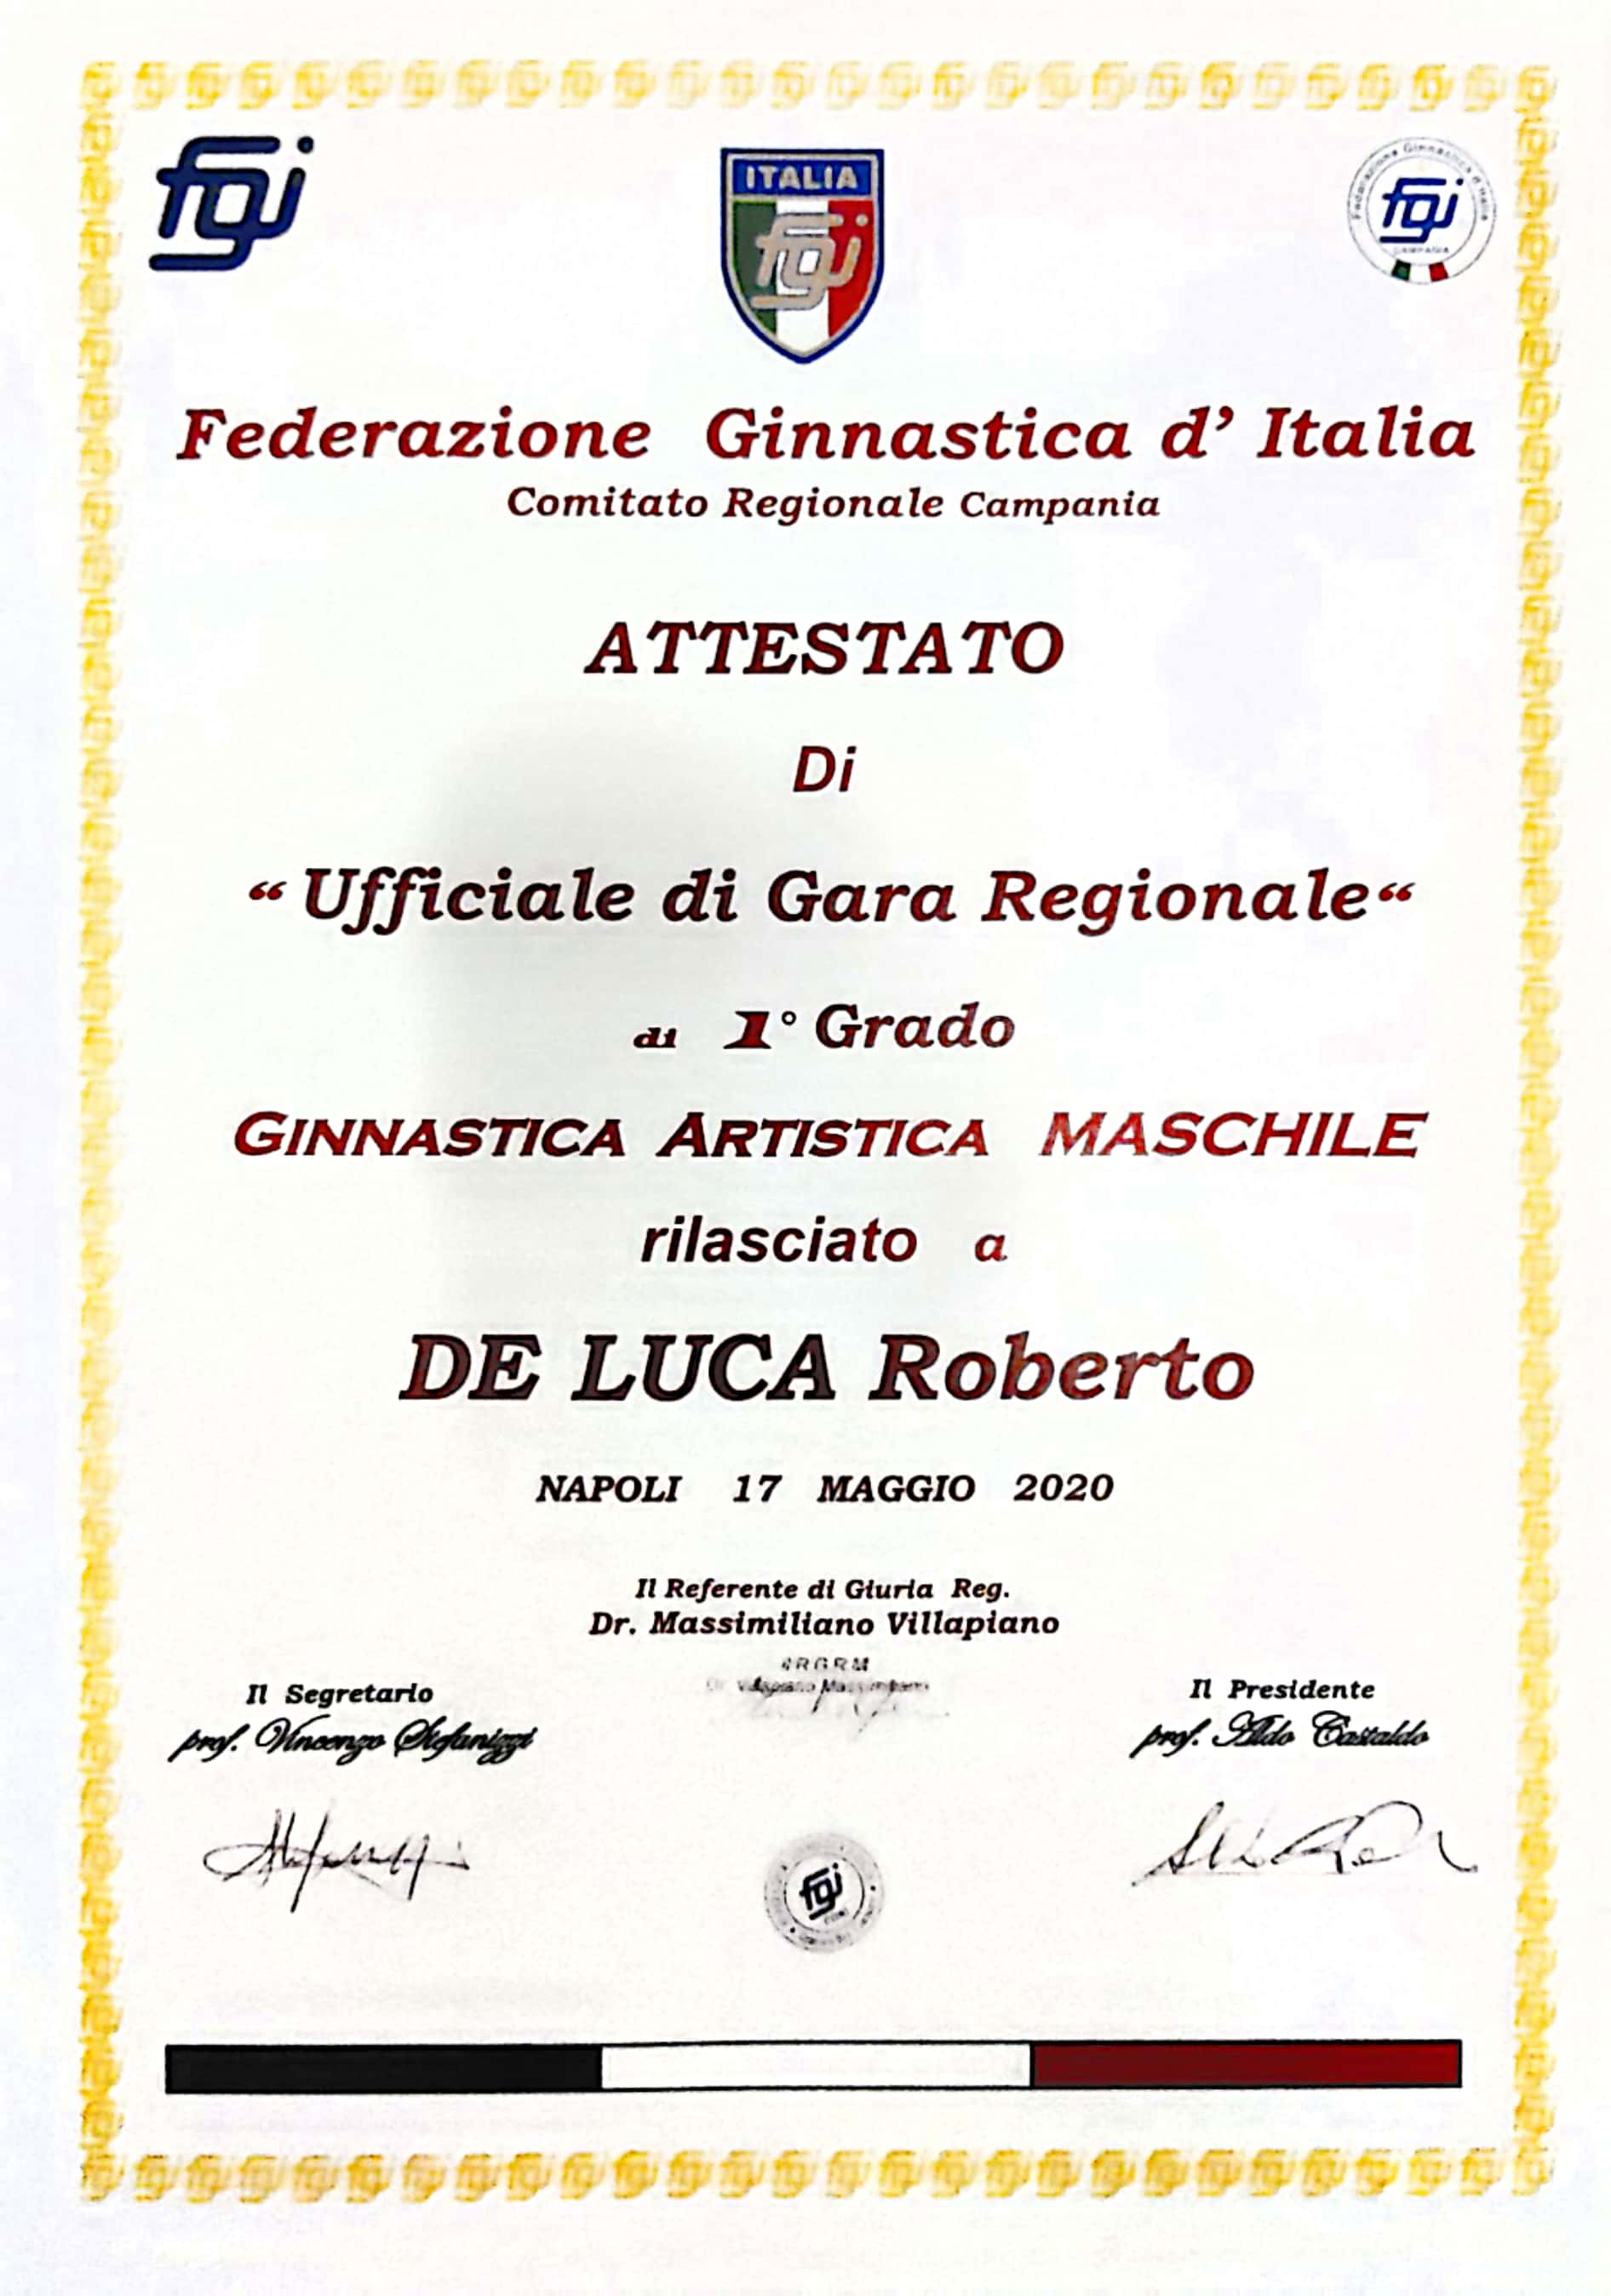 fgi
ITALIA
fgi
Federazione Ginnastica d'Italia
fgi
CAMPANIA
Federazione Ginnastica d' Italia
Comitato Regionale Campania
ATTESTATO
Di
“ Ufficiale di Gara Regionale“
di 1° Grado
GINNASTICA ARTISTICA MASCHILE
rilasciato a
DE LUCA Roberto
NAPOLI 17 MAGGIO 2020
Il Referente di Giuria Reg.
Dr. Massimiliano Villapiano
RGRM
Dr. Villapiano Massimiliano
Il Segretario
prof. Vincenzo Stefanizzi
Il Presidente
prof. Aldo Castaldo
fgi